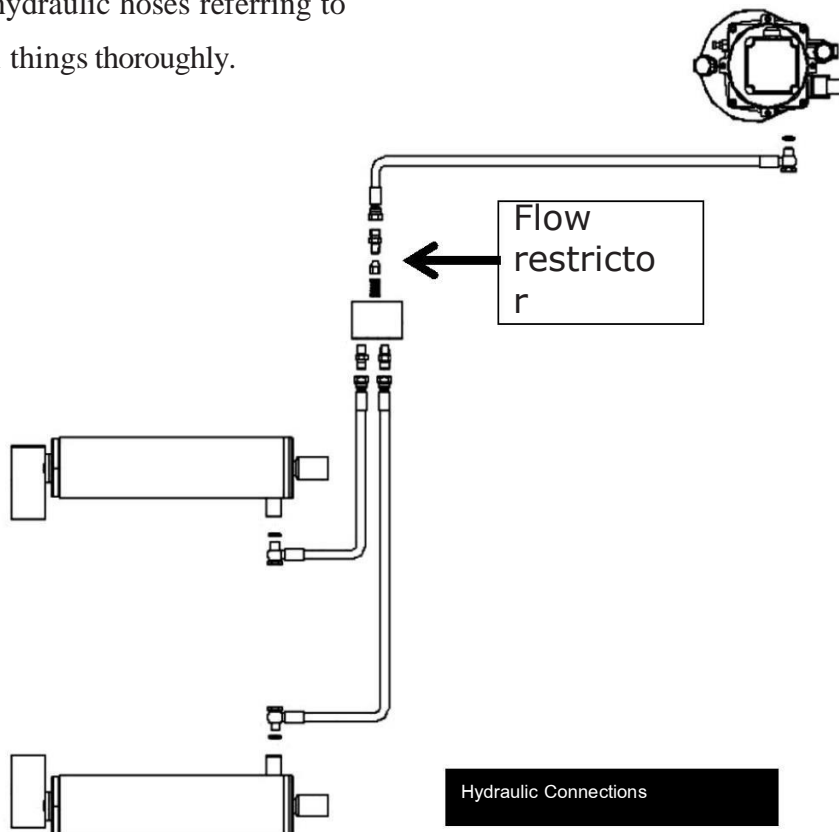 hydraulic hoses referring to
things thoroughly.
Flow
restricto
r
Hydraulic Connections